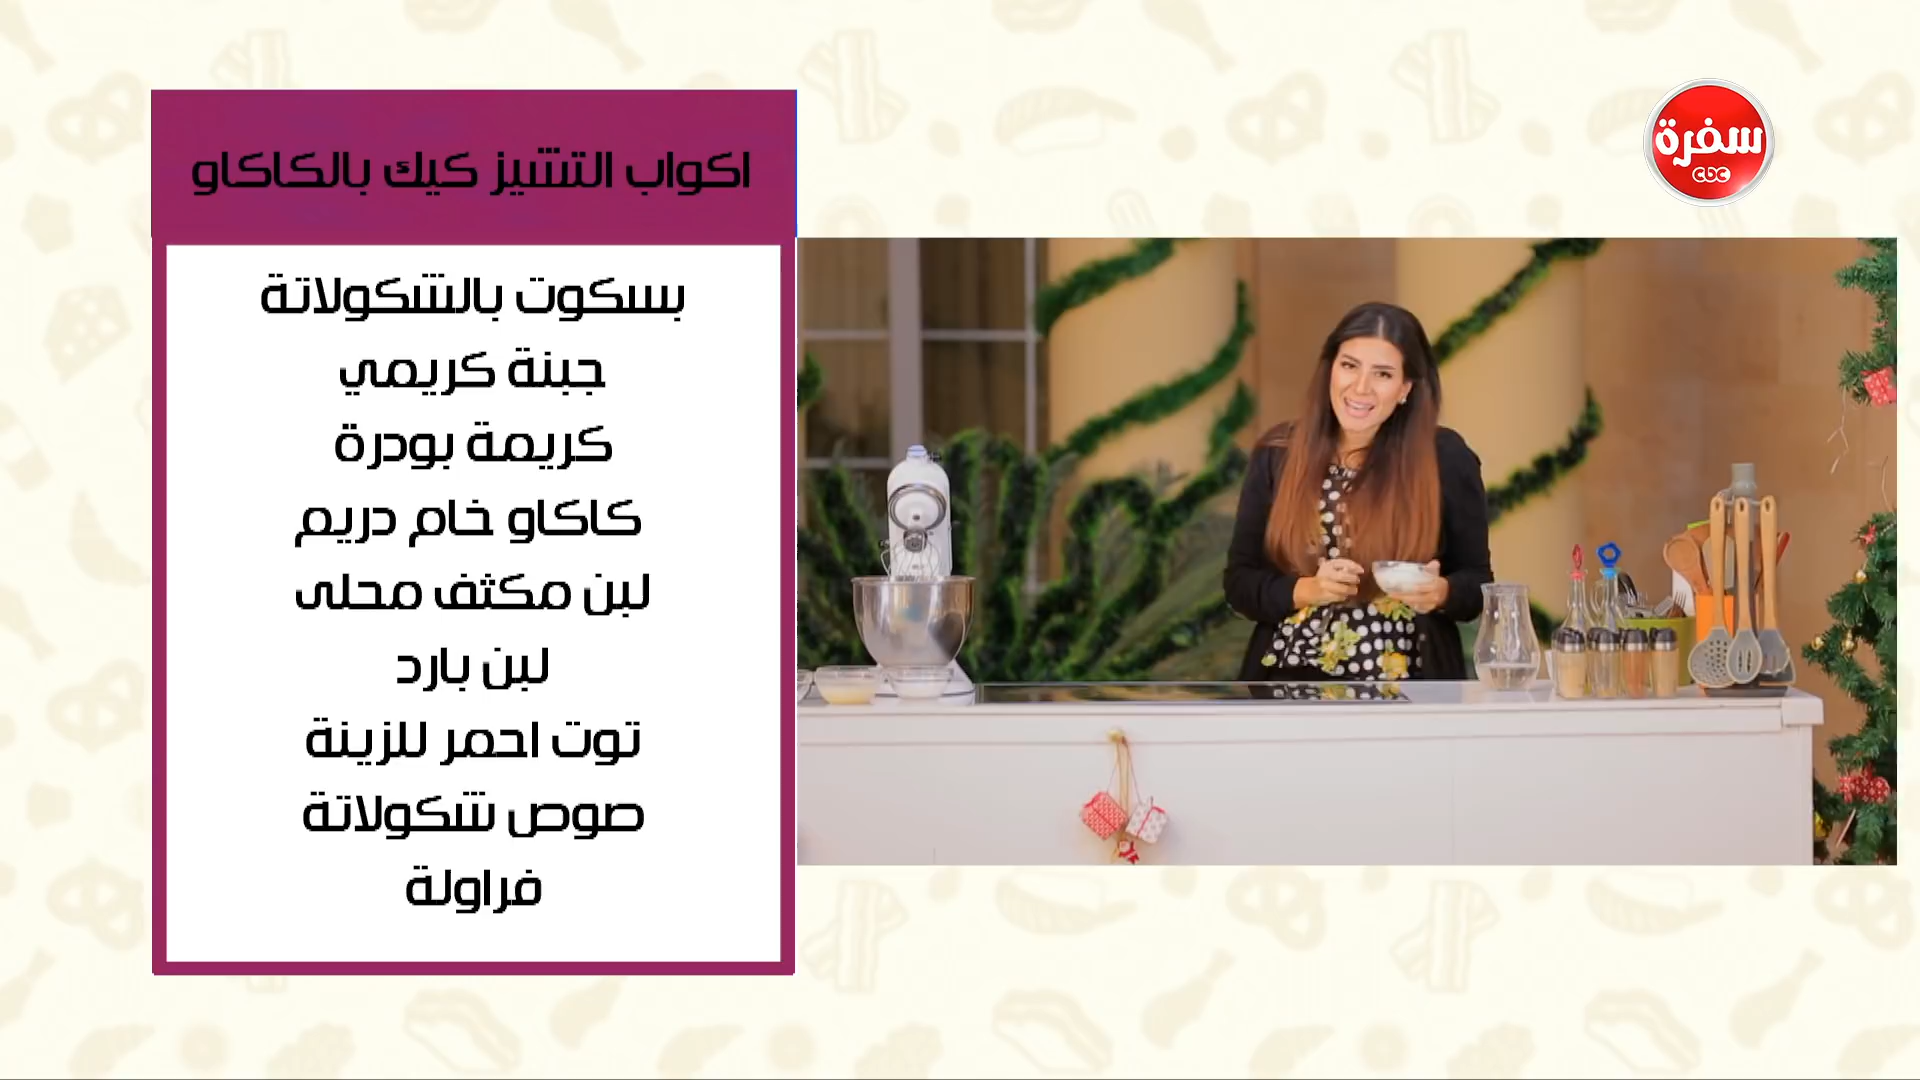 اكواب التشيز كيك بالكاكاو
بسكوت بالشكولاتة
جبنة كريمي
كريمة بودرة
كاكاو خام دريم
لبن مكثف محلى
لبن بارد
توت احمر للزينة
صوص شكولاتة
فراولة
سفرة
cbc